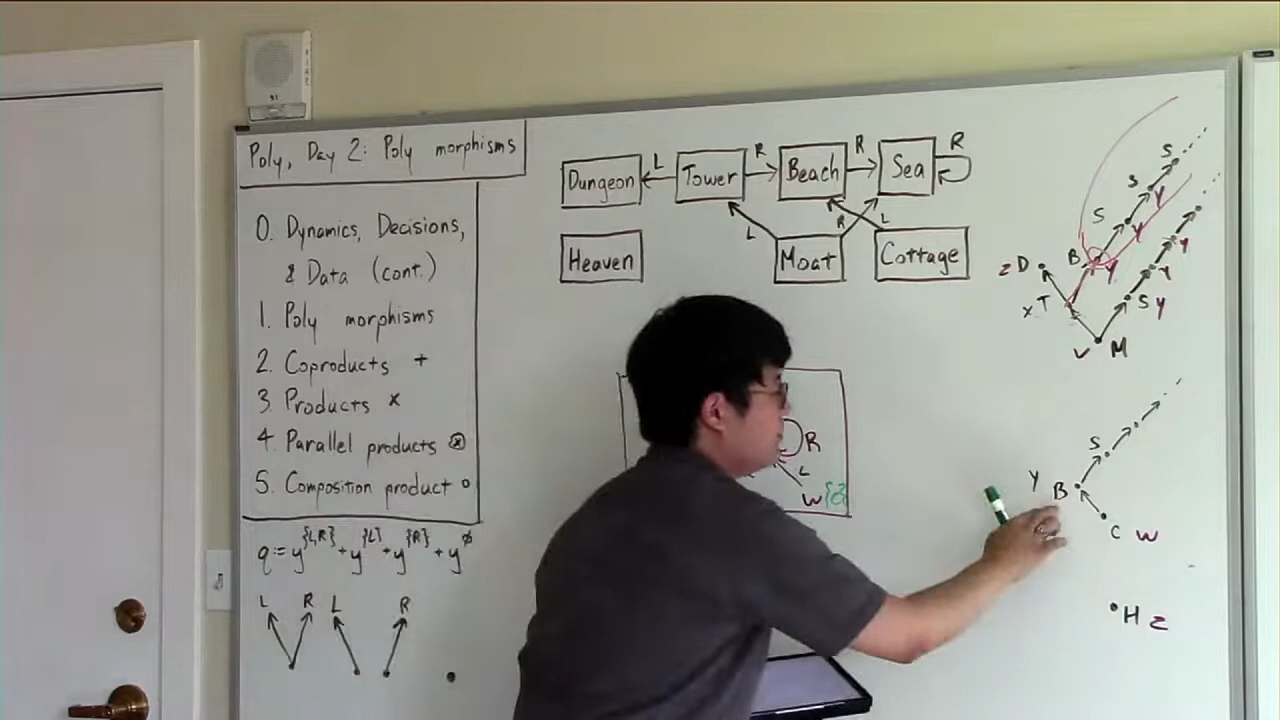 Poly, Day 2: Poly morphisms
0. Dynamics, Decisions,
& Data (cont.)
1. Poly morphisms
2. Coproducts +
3. Products ×
4. Parallel products ⊗
5. Composition product ∘
q := y^{L,R} + y^{L} + y^{R} + y^∅
L R L R
Dungeon L Tower R Beach R Sea R
L R L
Heaven Moat Cottage
R
L
w
S
S
S
y
y
B y
z D
x T
y
y
S y
v M
S
y B
C w
H z